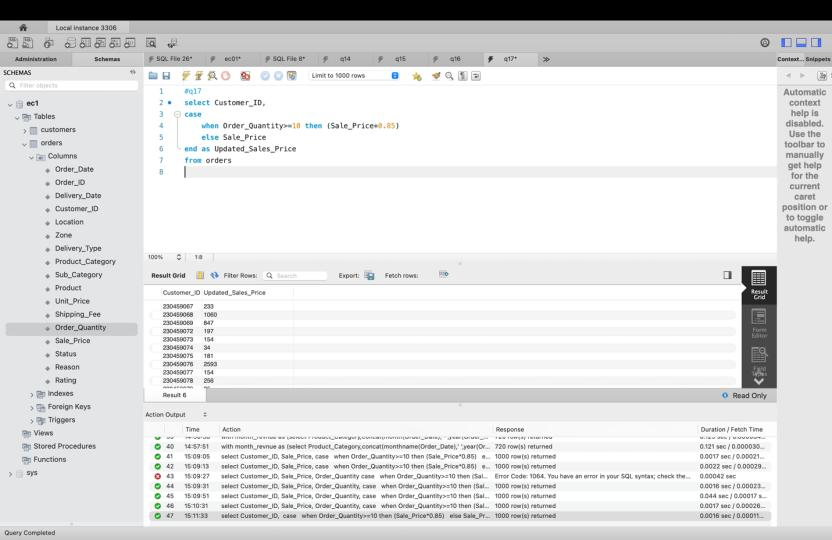 Local instance 3306
Administration
Schemas
SQL File 26*
ec01*
SQL File 8*
q14
q15
q16
q17*
Context...
Snippets
SCHEMAS
Filter objects
ec1
Tables
customers
orders
Columns
Order_Date
Order_ID
Delivery_Date
Customer_ID
Location
Zone
Delivery_Type
Product_Category
Sub_Category
Product
Unit_Price
Shipping_Fee
Order_Quantity
Sale_Price
Status
Reason
Rating
Indexes
Foreign Keys
Triggers
Views
Stored Procedures
Functions
sys
Limit to 1000 rows
1 #q17
2 select Customer_ID,
3 case
4 when Order_Quantity>=10 then (Sale_Price*0.85)
5 else Sale_Price
6 end as Updated_Sales_Price
7 from orders
8
Automatic
context
help is
disabled.
Use the
toolbar to
manually
get help
for the
current
caret
position or
to toggle
automatic
help.
100% 1:8
Result Grid Filter Rows: Search Export: Fetch rows:
Customer_ID Updated_Sales_Price
230459067 233
230459068 1060
230459069 847
230459072 197
230459073 154
230459074 34
230459075 181
230459076 2593
230459077 154
230459078 256
Result
Grid
Form
Editor
Field
Types
Result 6
Read Only
Action Output
Time Action Response Duration / Fetch Time
40 14:57:51 with month_revnue as (select Product_Category,concat(monthname(Order_Date),' ',year(Or... 720 row(s) returned 0.121 sec / 0.000030...
41 15:09:05 select Customer_ID, Sale_Price, case when Order_Quantity>=10 then (Sale_Price*0.85) e... 1000 row(s) returned 0.0017 sec / 0.00021...
42 15:09:13 select Customer_ID, Sale_Price, case when Order_Quantity>=10 then (Sale_Price*0.85) e... 1000 row(s) returned 0.0022 sec / 0.00029...
43 15:09:27 select Customer_ID, Sale_Price, Order_Quantity case when Order_Quantity>=10 then (Sal... Error Code: 1064. You have an error in your SQL syntax; check the... 0.00042 sec
44 15:09:31 select Customer_ID, Sale_Price, Order_Quantity, case when Order_Quantity>=10 then (Sal... 1000 row(s) returned 0.0016 sec / 0.00023...
45 15:09:51 select Customer_ID, Sale_Price, Order_Quantity, case when Order_Quantity>=10 then (Sal... 1000 row(s) returned 0.044 sec / 0.00017 s...
46 15:10:31 select Customer_ID, Sale_Price, Order_Quantity, case when Order_Quantity>=10 then (Sal... 1000 row(s) returned 0.0017 sec / 0.00026...
47 15:11:33 select Customer_ID, case when Order_Quantity>=10 then (Sale_Price*0.85) else Sale_Pr... 1000 row(s) returned 0.0016 sec / 0.00011...
Query Completed